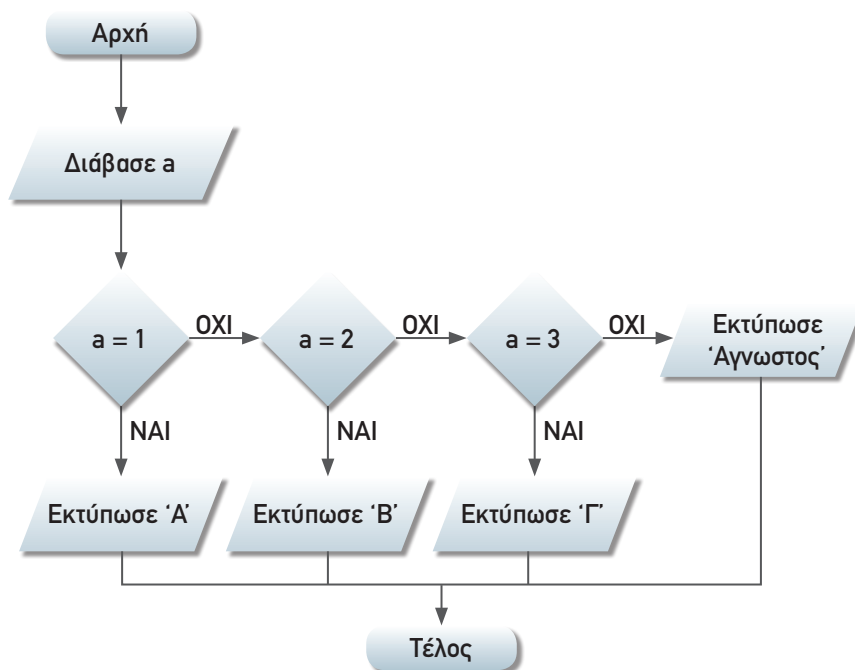 Αρχή
Διάβασε a
a = 1
ΟΧΙ
a = 2
ΟΧΙ
a = 3
ΟΧΙ
Εκτύπωσε
‘Αγνωστος’
ΝΑΙ
ΝΑΙ
ΝΑΙ
Εκτύπωσε ‘Α’
Εκτύπωσε ‘Β’
Εκτύπωσε ‘Γ’
Τέλος